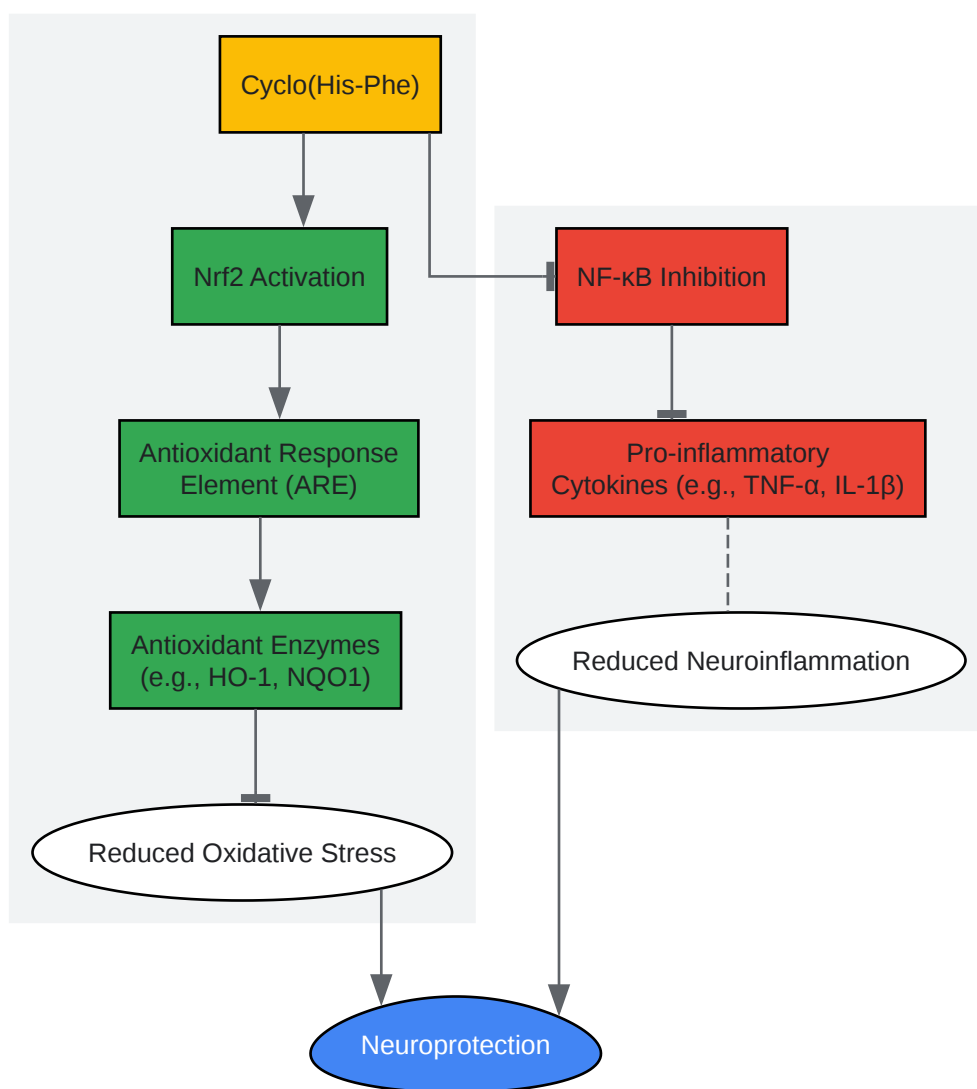 Cyclo(His-Phe)
Nrf2 Activation
NF-κB Inhibition
Antioxidant Response
Element (ARE)
Pro-inflammatory
Cytokines (e.g., TNF-α, IL-1β)
Antioxidant Enzymes
(e.g., HO-1, NQO1)
Reduced Neuroinflammation
Reduced Oxidative Stress
Neuroprotection